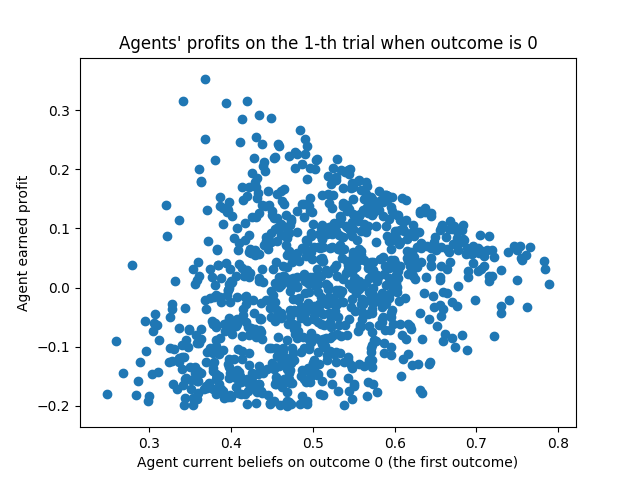 Agents' profits on the 1-th trial when outcome is 0
Agent earned profit
0.3
0.2
0.1
0.0
−0.1
−0.2
0.3 0.4 0.5 0.6 0.7 0.8
Agent current beliefs on outcome 0 (the first outcome)